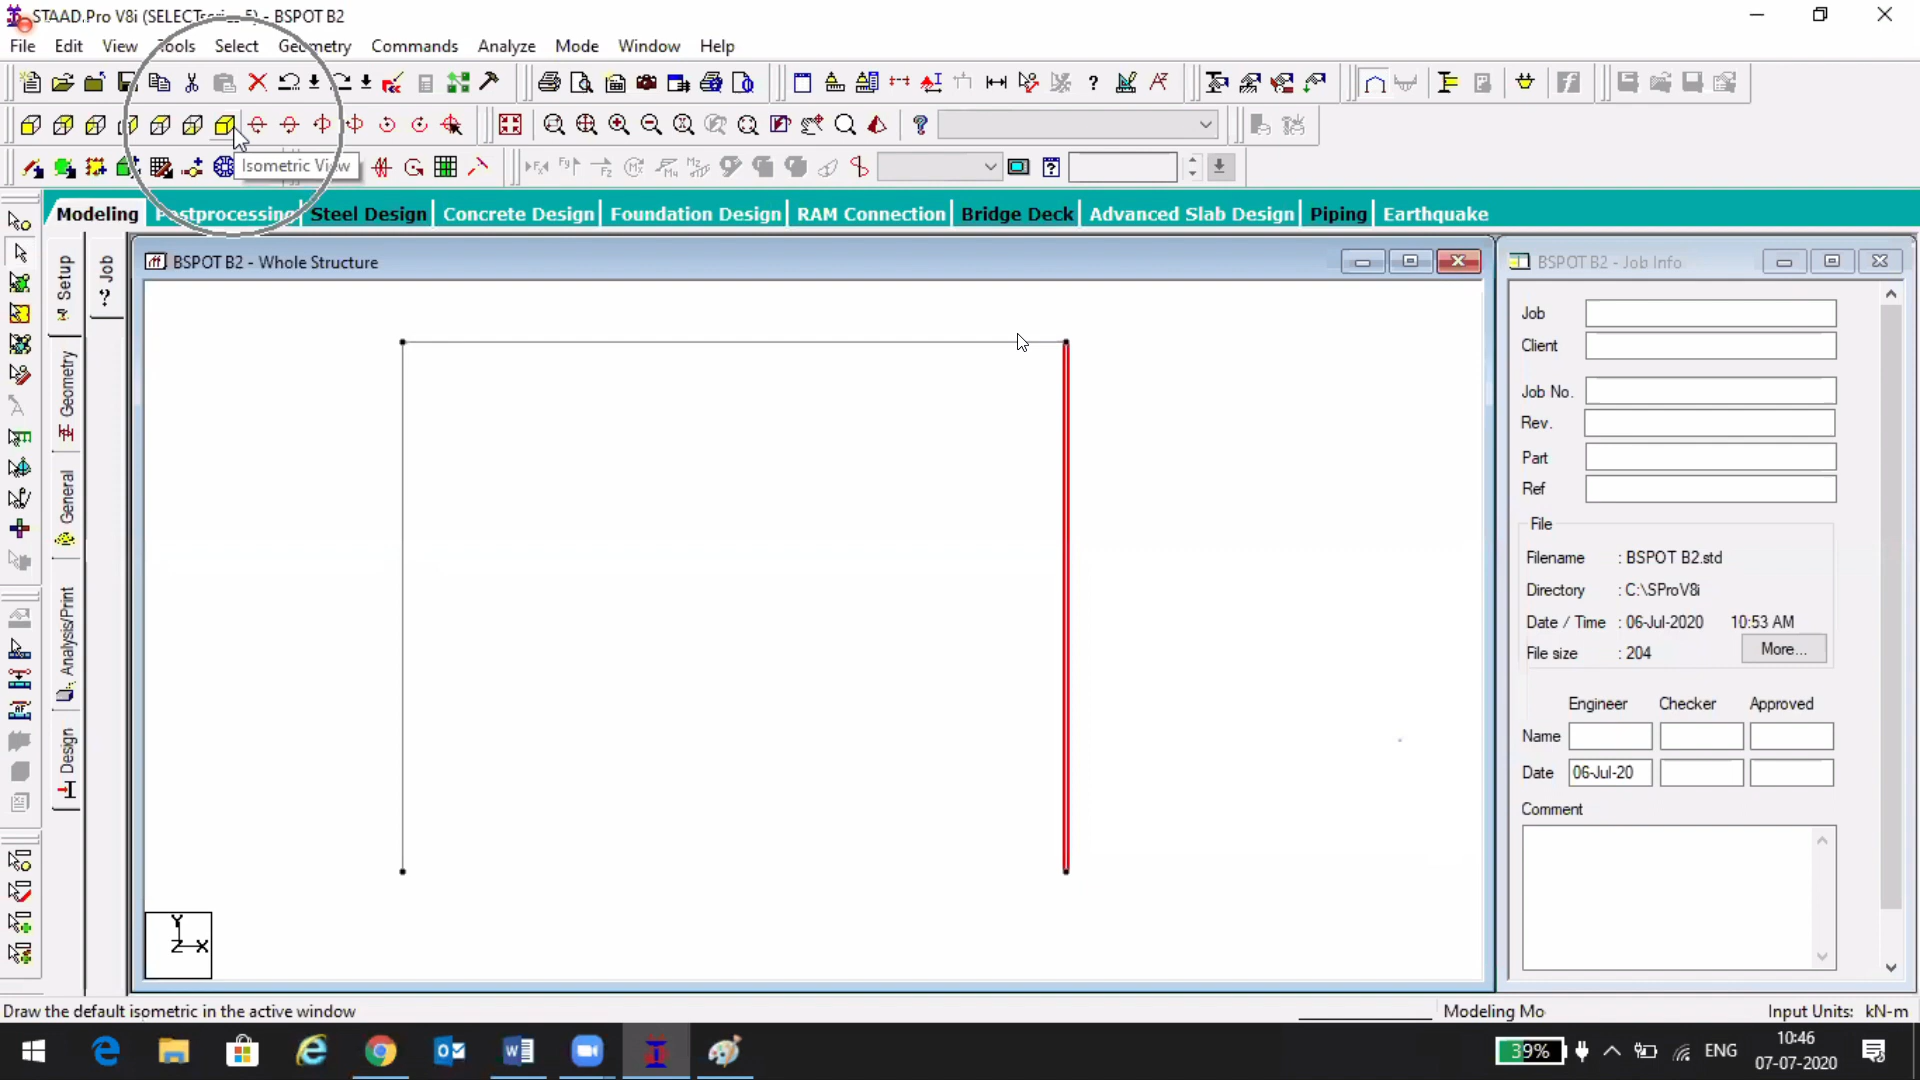 STAAD.Pro V8i (SELECTseries 5) - BSPOT B2
File Edit View Tools Select Geometry Commands Analyze Mode Window Help
Isometric View
Modeling Postprocessing Steel Design Concrete Design Foundation Design RAM Connection Bridge Deck Advanced Slab Design Piping Earthquake
Setup
Geometry
General
Analysis/Print
Design
Job
BSPOT B2 - Whole Structure
Y
Z X
BSPOT B2 - Job Info
Job
Client
Job No.
Rev.
Part
Ref
File
Filename : BSPOT B2.std
Directory : C:\SProV8i
Date / Time : 06-Jul-2020 10:53 AM
File size : 204
More...
Engineer Checker Approved
Name
Date 06-Jul-20
Comment
Draw the default isometric in the active window
Modeling Mo
Input Units: kN-m
39%
ENG
10:46
07-07-2020